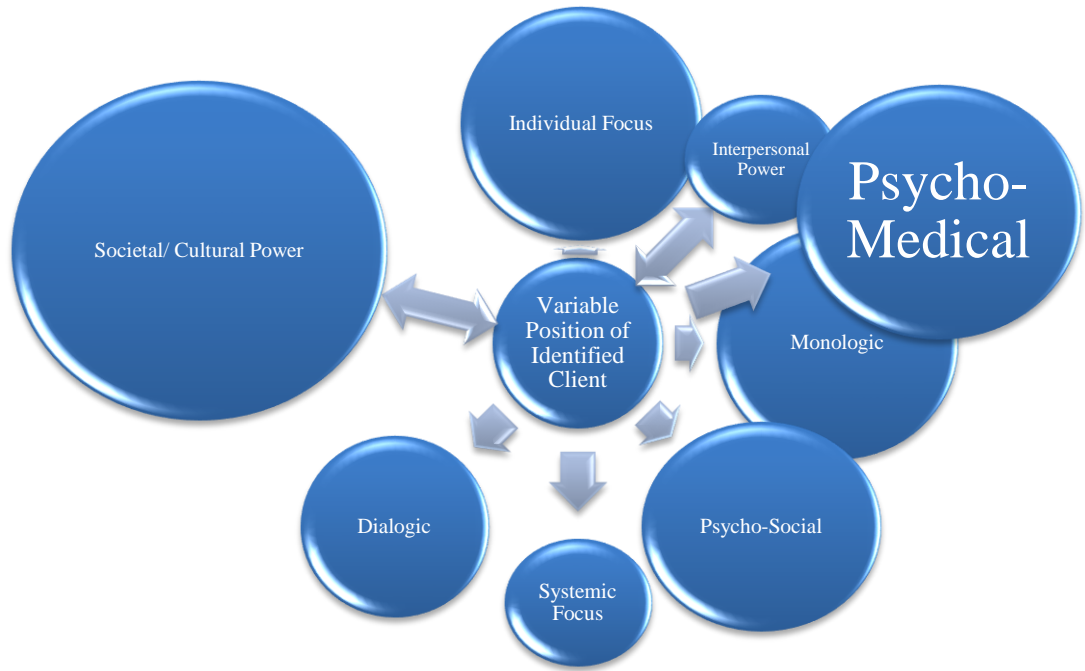 Individual Focus
Interpersonal
Power
Psycho-
Medical
Societal/ Cultural Power
Variable
Position of
Identified
Client
Monologic
Dialogic
Psycho-Social
Systemic
Focus